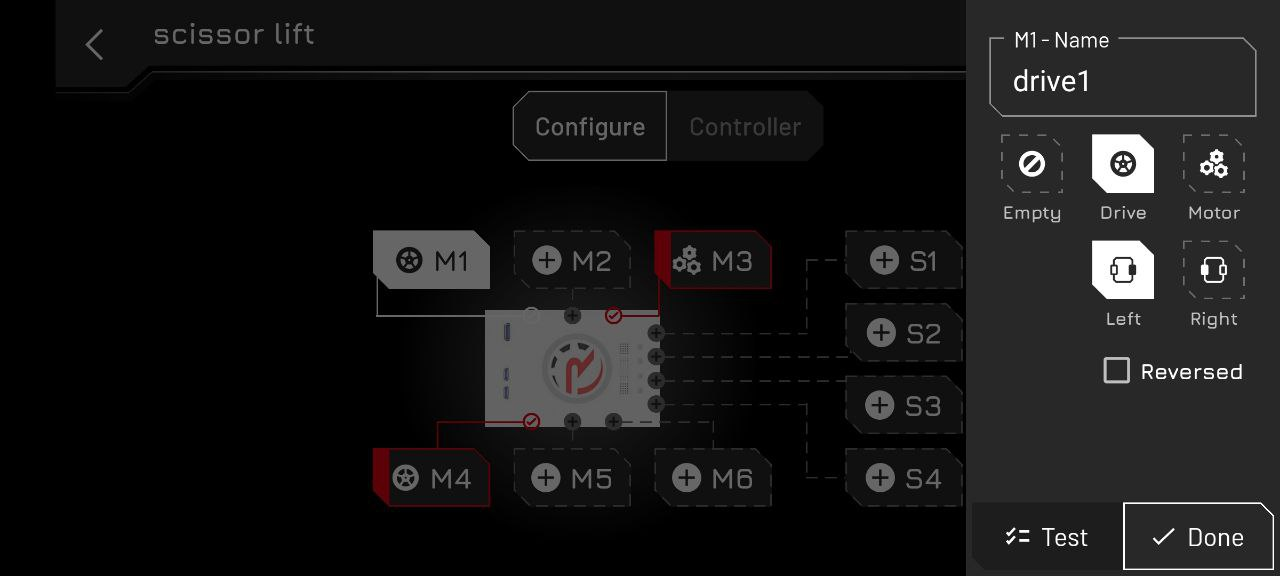 scissor lift
Configure
Controller
M1
M2
M3
M4
M5
M6
S1
S2
S3
S4
M1 - Name
drive1
Empty
Drive
Motor
Left
Right
Reversed
Test
Done